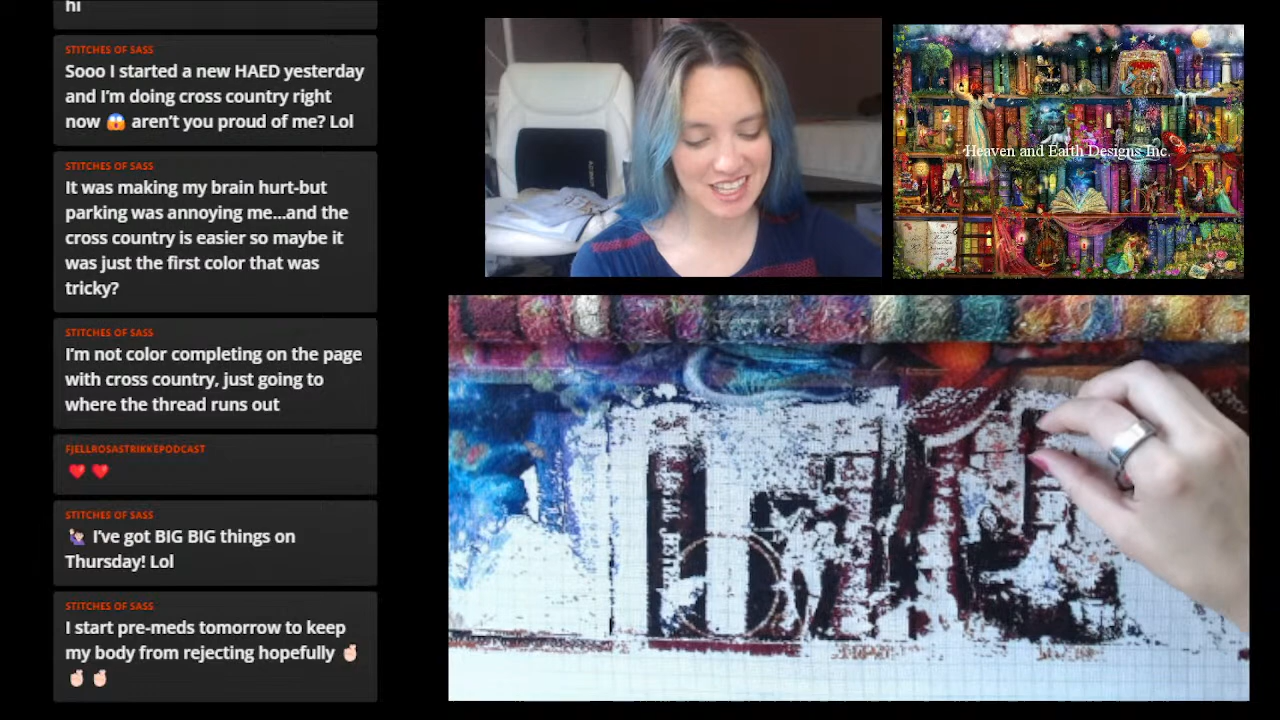 hi
STITCHES OF SASS
Sooo I started a new HAED yesterday
and I'm doing cross country right
now 😱 aren't you proud of me? Lol
STITCHES OF SASS
It was making my brain hurt-but
parking was annoying me...and the
cross country is easier so maybe it
was just the first color that was
tricky?
STITCHES OF SASS
I'm not color completing on the page
with cross country, just going to
where the thread runs out
FJELLROSASTRIKKEPODCAST
❤️ ❤️
STITCHES OF SASS
🙋🏻‍♀️ I've got BIG BIG things on
Thursday! Lol
STITCHES OF SASS
I start pre-meds tomorrow to keep
my body from rejecting hopefully 🤞🏻
🤞🏻 🤞🏻
Heaven and Earth Designs Inc